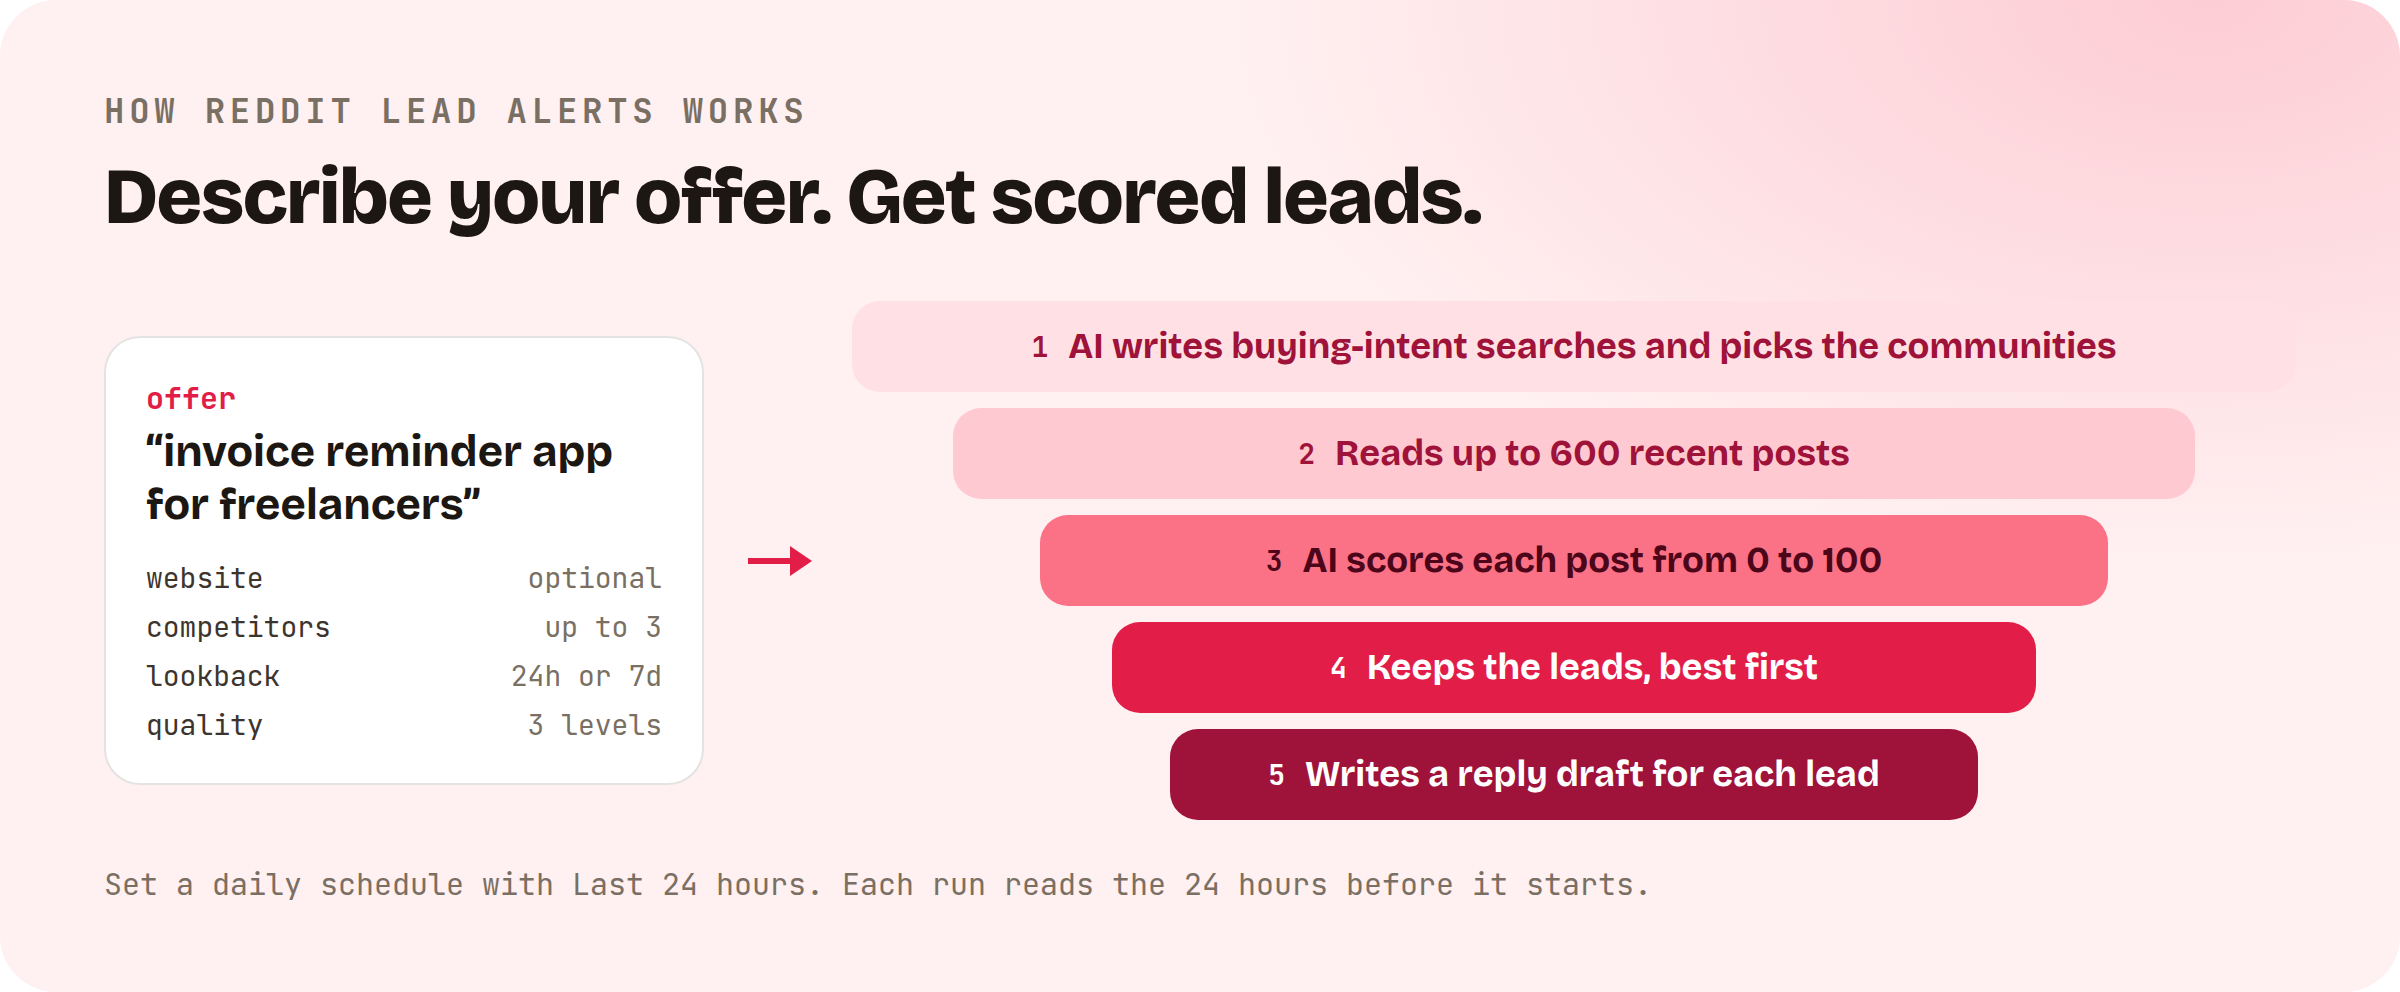 HOW REDDIT LEAD ALERTS WORKS
Describe your offer. Get scored leads.
offer
“invoice reminder app
for freelancers”
website optional
competitors up to 3
lookback 24h or 7d
quality 3 levels
1 AI writes buying-intent searches and picks the communities
2 Reads up to 600 recent posts
3 AI scores each post from 0 to 100
4 Keeps the leads, best first
5 Writes a reply draft for each lead
Set a daily schedule with Last 24 hours. Each run reads the 24 hours before it starts.